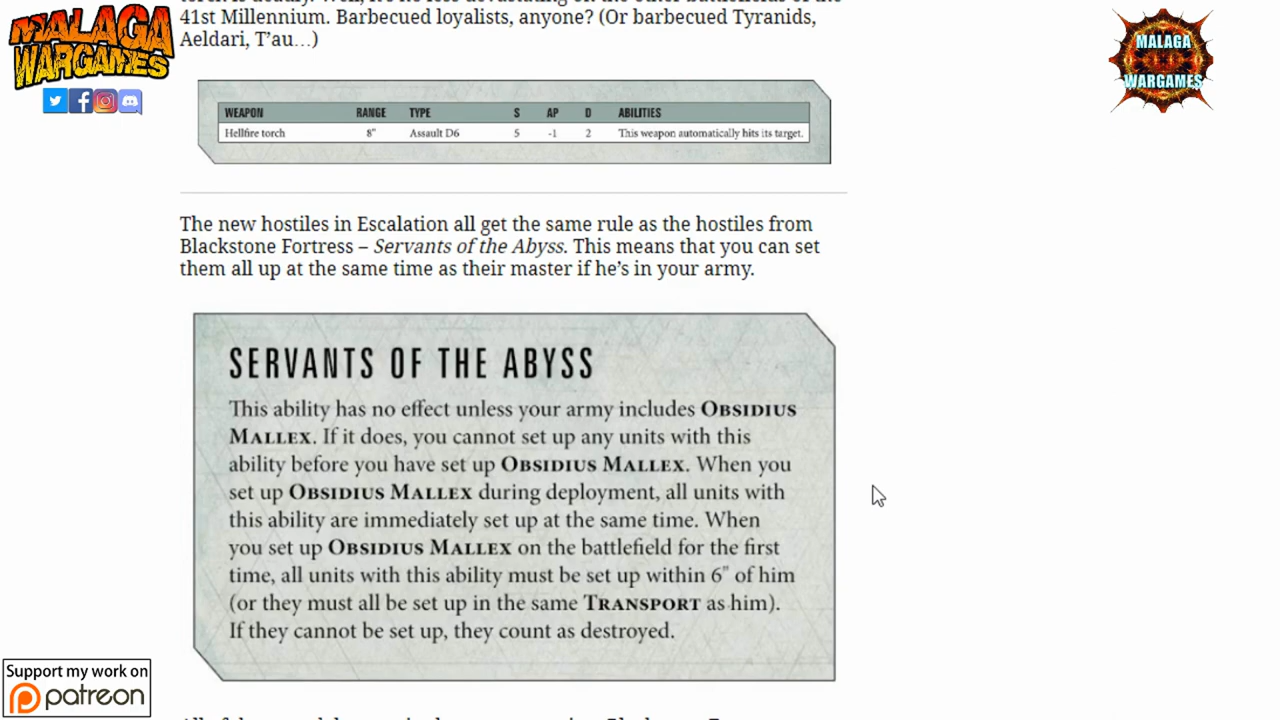 MALAGA
WARGAMES
41st Millennium. Barbecued loyalists, anyone? (Or barbecued Tyranids,
Aeldari, T’au…)
MALAGA
WARGAMES
WEAPON RANGE TYPE S AP D ABILITIES
Hellfire torch 8" Assault D6 5 -1 2 This weapon automatically hits its target.
The new hostiles in Escalation all get the same rule as the hostiles from
Blackstone Fortress – Servants of the Abyss. This means that you can set
them all up at the same time as their master if he’s in your army.
SERVANTS OF THE ABYSS
This ability has no effect unless your army includes OBSIDIUS
MALLEX. If it does, you cannot set up any units with this
ability before you have set up OBSIDIUS MALLEX. When you
set up OBSIDIUS MALLEX during deployment, all units with
this ability are immediately set up at the same time. When
you set up OBSIDIUS MALLEX on the battlefield for the first
time, all units with this ability must be set up within 6" of him
(or they must all be set up in the same TRANSPORT as him).
If they cannot be set up, they count as destroyed.
Support my work on
patreon